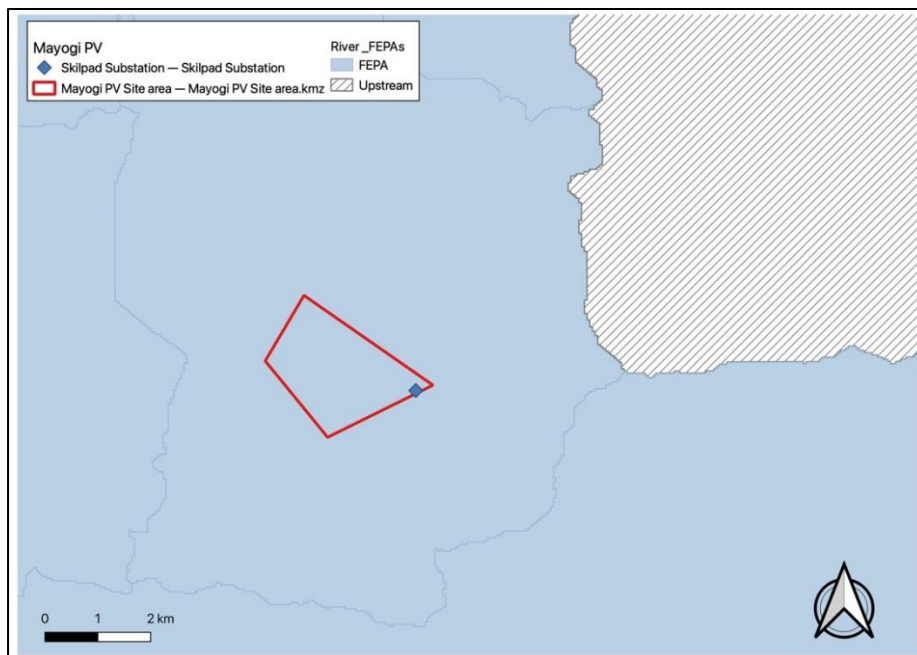 Mayogi PV
Skilpad Substation — Skilpad Substation
Mayogi PV Site area — Mayogi PV Site area.kmz
River _FEPAs
FEPA
Upstream
0 1 2 km